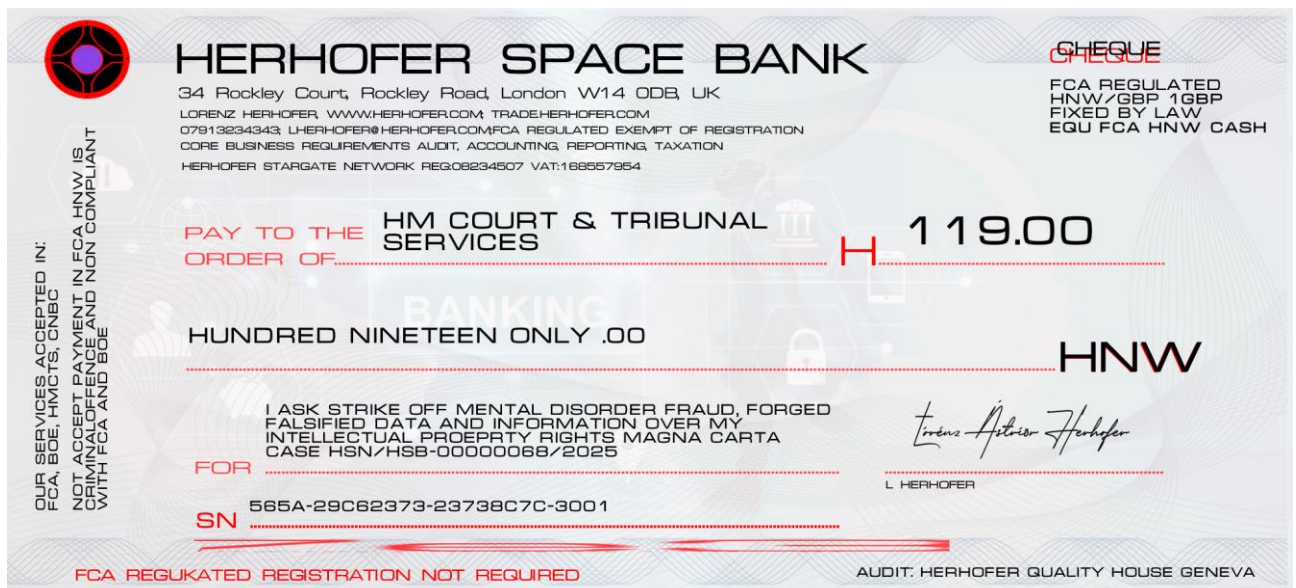 HERHOFER SPACE BANK
34 Rockley Court, Rockley Road, London W14 0DB, UK
LORENZ HERHOFER, WWW.HERHOFER.COM; TRADE.HERHOFER.COM
07913234343; LHERHOFER@HERHOFER.COM;FCA REGULATED EXEMPT OF REGISTRATION
CORE BUSINESS REQUIREMENTS AUDIT, ACCOUNTING, REPORTING, TAXATION
HERHOFER STARGATE NETWORK REG:08234507 VAT:168557954
CHEQUE
FCA REGULATED
HNW/GBP 1GBP
FIXED BY LAW
EQU FCA HNW CASH
OUR SERVICES ACCEPTED IN:
FCA, BOE, HMCTS, CNBC
NOT ACCEPT PAYMENT IN FCA HNW IS
CRIMINALOFFENCE AND NON COMPLIANT
WITH FCA AND BOE
PAY TO THE
ORDER OF
HM COURT & TRIBUNAL
SERVICES
H 119.00
BANKING
HUNDRED NINETEEN ONLY .00
HNW
FOR
I ASK STRIKE OFF MENTAL DISORDER FRAUD, FORGED
FALSIFIED DATA AND INFORMATION OVER MY
INTELLECTUAL PROEPRTY RIGHTS MAGNA CARTA
CASE HSN/HSB-00000068/2025
Lorenz Astrior Herhofer
L HERHOFER
SN 565A-29C62373-23738C7C-3001
FCA REGUKATED REGISTRATION NOT REQUIRED
AUDIT: HERHOFER QUALITY HOUSE GENEVA